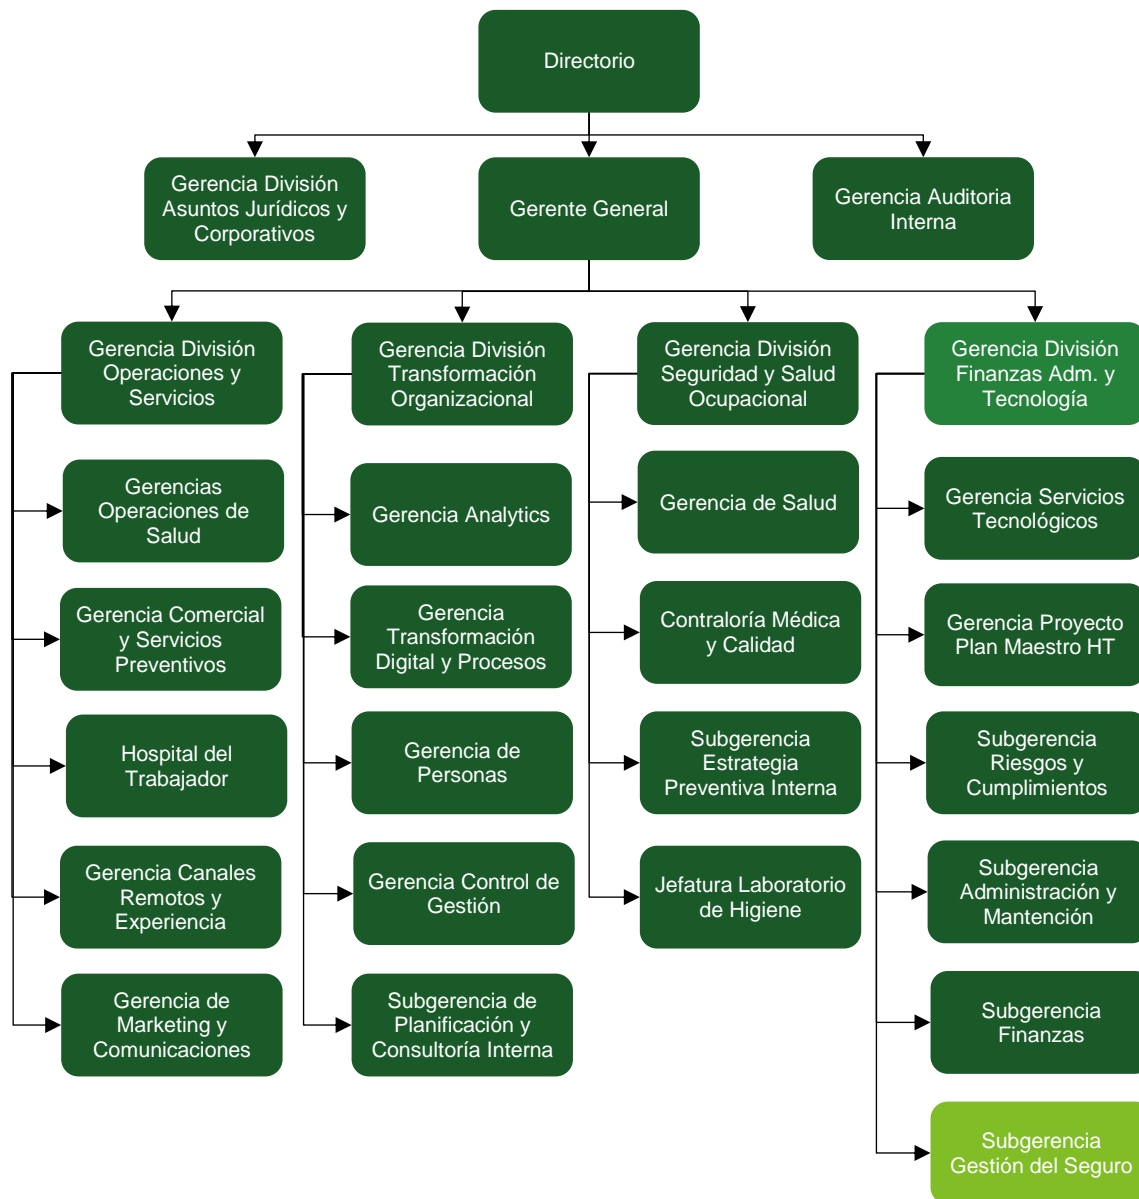 Directorio
Gerencia División
Asuntos Jurídicos y
Corporativos
Gerente General
Gerencia Auditoria
Interna
Gerencia División
Operaciones y
Servicios
Gerencia División
Transformación
Organizacional
Gerencia División
Seguridad y Salud
Ocupacional
Gerencia División
Finanzas Adm. y
Tecnología
Gerencias
Operaciones de
Salud
Gerencia Analytics
Gerencia de Salud
Gerencia Servicios
Tecnológicos
Gerencia Comercial
y Servicios
Preventivos
Gerencia
Transformación
Digital y Procesos
Contraloría Médica
y Calidad
Gerencia Proyecto
Plan Maestro HT
Hospital del
Trabajador
Gerencia de
Personas
Subgerencia
Estrategia
Preventiva Interna
Subgerencia
Riesgos y
Cumplimientos
Gerencia Canales
Remotos y
Experiencia
Gerencia Control de
Gestión
Jefatura Laboratorio
de Higiene
Subgerencia
Administración y
Mantención
Gerencia de
Marketing y
Comunicaciones
Subgerencia de
Planificación y
Consultoría Interna
Subgerencia
Finanzas
Subgerencia
Gestión del Seguro